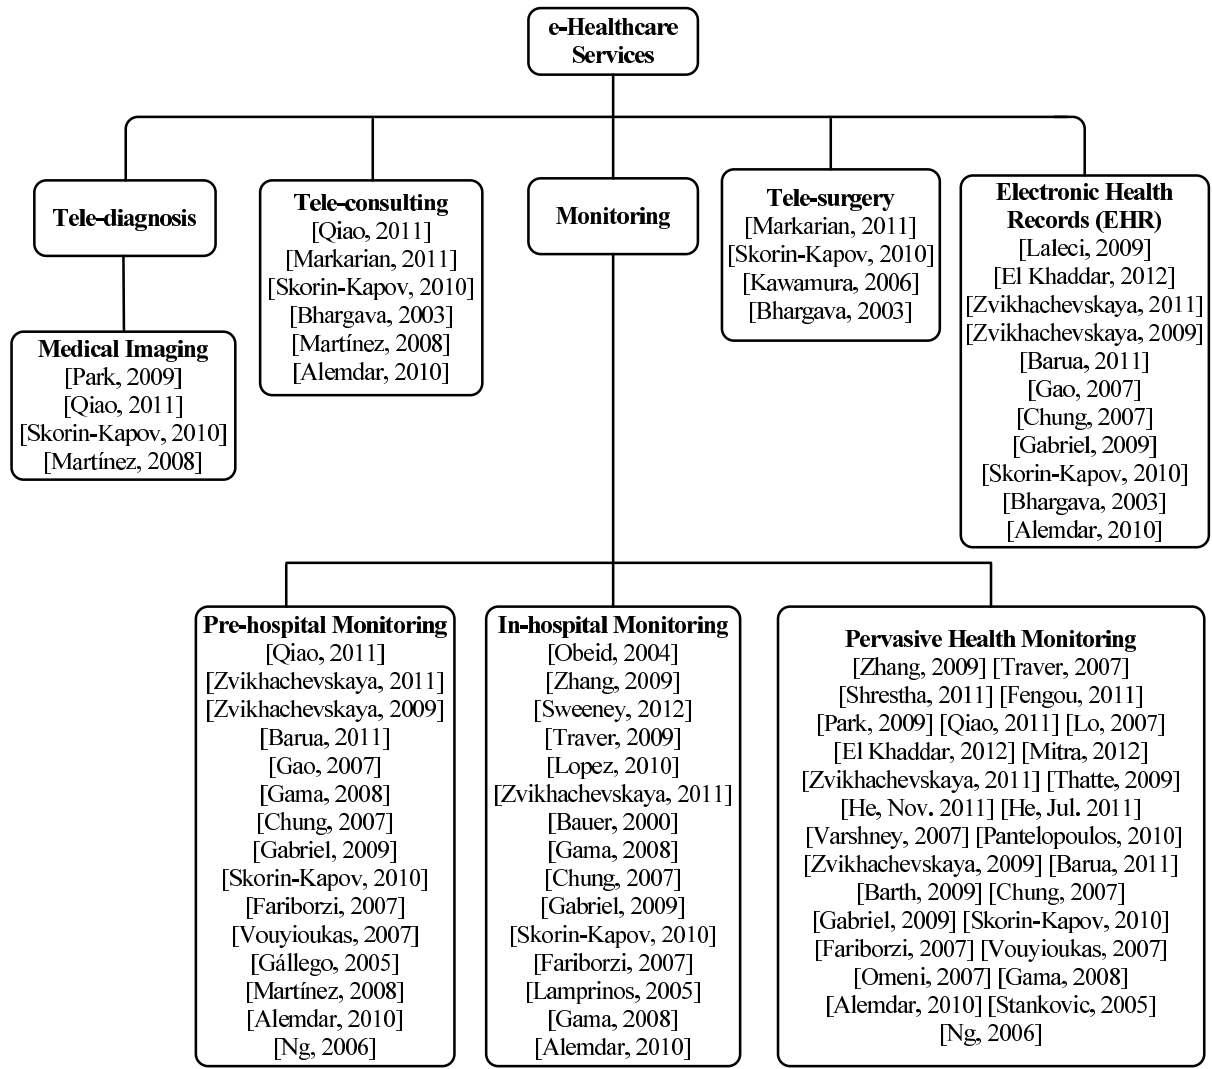 e-Healthcare
Services
Tele-diagnosis
Medical Imaging
[Park, 2009]
[Qiao, 2011]
[Skorin-Kapov, 2010]
[Martínez, 2008]
Tele-consulting
[Qiao, 2011]
[Markarian, 2011]
[Skorin-Kapov, 2010]
[Bhargava, 2003]
[Martínez, 2008]
[Alemdar, 2010]
Monitoring
Tele-surgery
[Markarian, 2011]
[Skorin-Kapov, 2010]
[Kawamura, 2006]
[Bhargava, 2003]
Electronic Health
Records (EHR)
[Laleci, 2009]
[El Khaddar, 2012]
[Zvikhachevskaya, 2011]
[Zvikhachevskaya, 2009]
[Barua, 2011]
[Gao, 2007]
[Chung, 2007]
[Gabriel, 2009]
[Skorin-Kapov, 2010]
[Bhargava, 2003]
[Alemdar, 2010]
Pre-hospital Monitoring
[Qiao, 2011]
[Zvikhachevskaya, 2011]
[Zvikhachevskaya, 2009]
[Barua, 2011]
[Gao, 2007]
[Gama, 2008]
[Chung, 2007]
[Gabriel, 2009]
[Skorin-Kapov, 2010]
[Fariborzi, 2007]
[Vouyioukas, 2007]
[Gállego, 2005]
[Martínez, 2008]
[Alemdar, 2010]
[Ng, 2006]
In-hospital Monitoring
[Obeid, 2004]
[Zhang, 2009]
[Sweeney, 2012]
[Traver, 2009]
[Lopez, 2010]
[Zvikhachevskaya, 2011]
[Bauer, 2000]
[Gama, 2008]
[Chung, 2007]
[Gabriel, 2009]
[Skorin-Kapov, 2010]
[Fariborzi, 2007]
[Lamprinos, 2005]
[Gama, 2008]
[Alemdar, 2010]
Pervasive Health Monitoring
[Zhang, 2009] [Traver, 2007]
[Shrestha, 2011] [Fengou, 2011]
[Park, 2009] [Qiao, 2011] [Lo, 2007]
[El Khaddar, 2012] [Mitra, 2012]
[Zvikhachevskaya, 2011] [Thatte, 2009]
[He, Nov. 2011] [He, Jul. 2011]
[Varshney, 2007] [Pantelopoulos, 2010]
[Zvikhachevskaya, 2009] [Barua, 2011]
[Barth, 2009] [Chung, 2007]
[Gabriel, 2009] [Skorin-Kapov, 2010]
[Fariborzi, 2007] [Vouyioukas, 2007]
[Omeni, 2007] [Gama, 2008]
[Alemdar, 2010] [Stankovic, 2005]
[Ng, 2006]